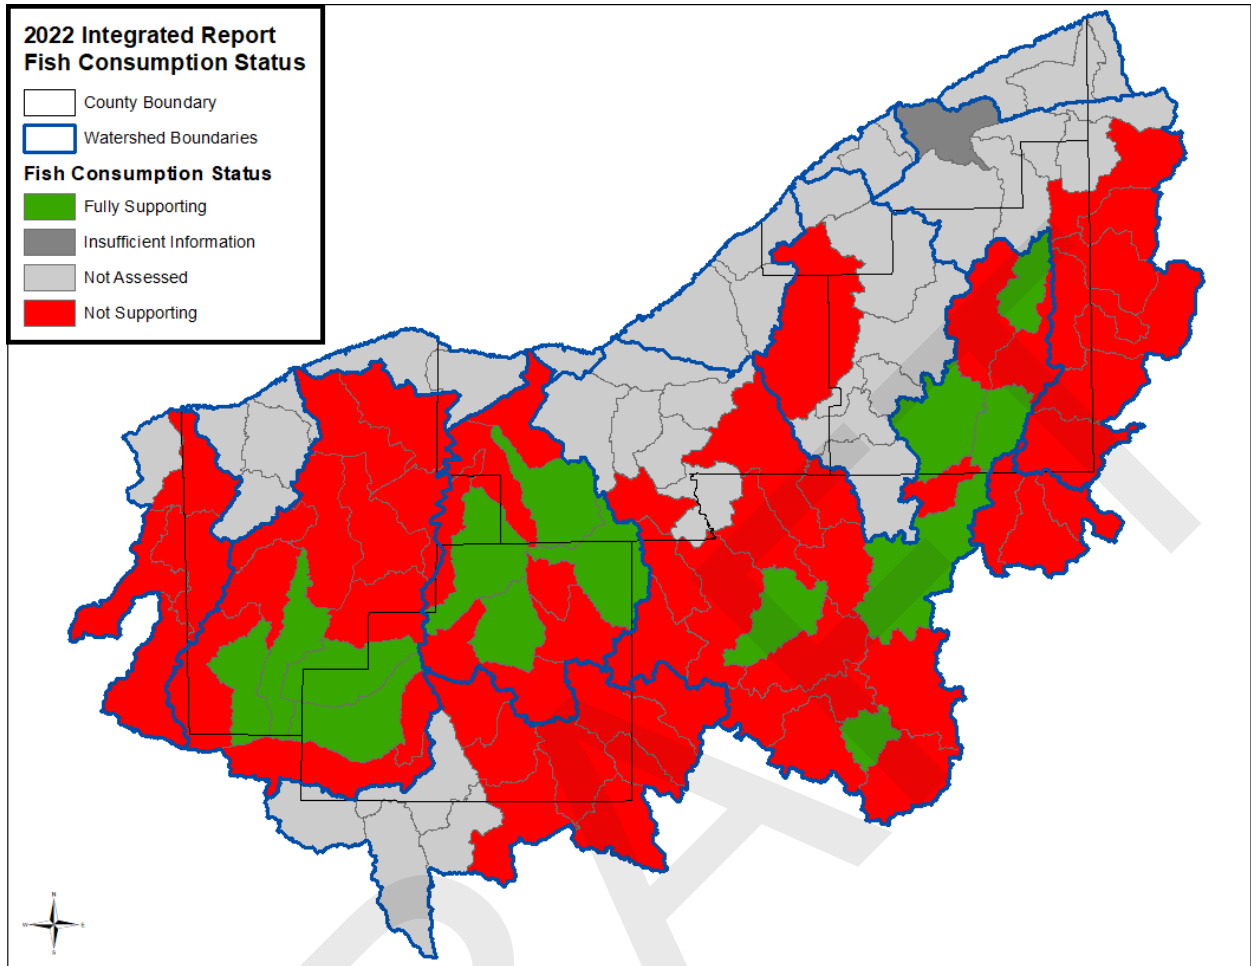 2022 Integrated Report
Fish Consumption Status
County Boundary
Watershed Boundaries
Fish Consumption Status
Fully Supporting
Insufficient Information
Not Assessed
Not Supporting
N
W
E
S